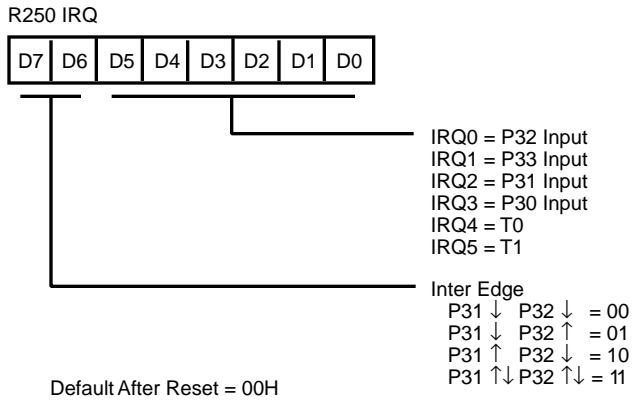 R250 IRQ
D7 D6 D5 D4 D3 D2 D1 D0
IRQ0 = P32 Input
IRQ1 = P33 Input
IRQ2 = P31 Input
IRQ3 = P30 Input
IRQ4 = T0
IRQ5 = T1
Inter Edge
P31 ↓ P32 ↓ = 00
P31 ↓ P32 ↑ = 01
P31 ↑ P32 ↓ = 10
P31 ↑↓ P32 ↑↓ = 11
Default After Reset = 00H